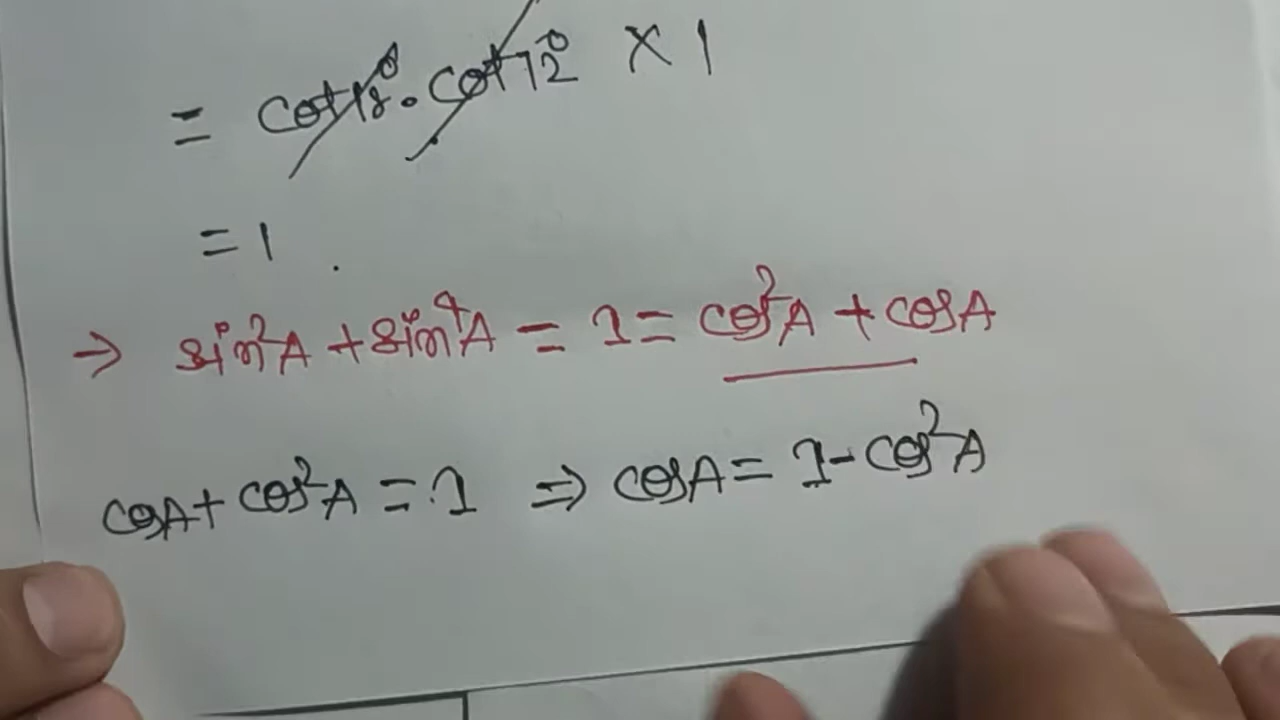 = cot18°.cot72° × 1
= 1
→ sin²A + sin⁴A = 1 = cos²A + cosA
cosA + cos²A = 1 ⇒ cosA = 1 - cos²A